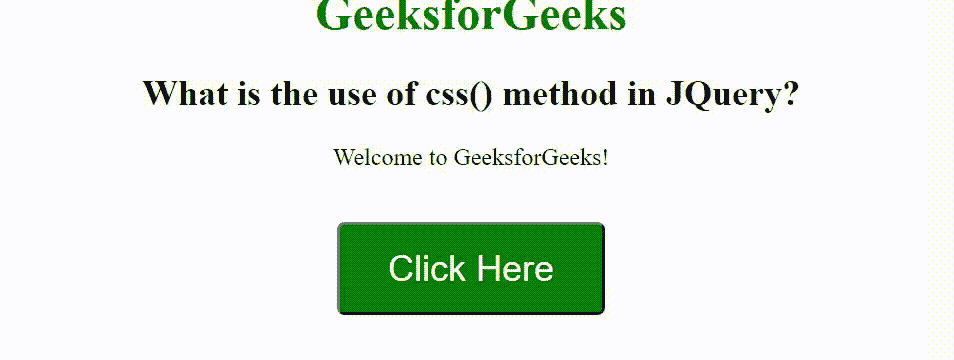 GeeksforGeeks
What is the use of css() method in JQuery?
Welcome to GeeksforGeeks!
Click Here